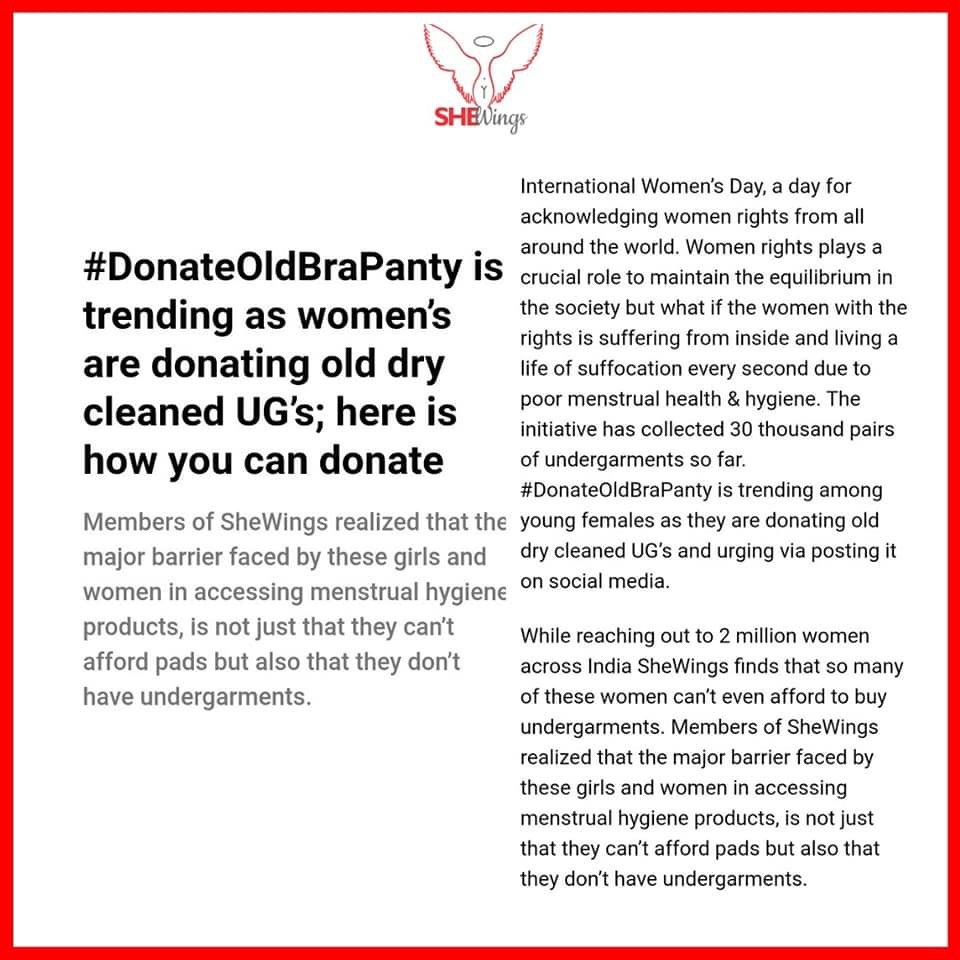 SHEWings
#DonateOldBraPanty is
trending as women's
are donating old dry
cleaned UG's; here is
how you can donate
Members of SheWings realized that the
major barrier faced by these girls and
women in accessing menstrual hygiene
products, is not just that they can't
afford pads but also that they don't
have undergarments.
International Women's Day, a day for
acknowledging women rights from all
around the world. Women rights plays a
crucial role to maintain the equilibrium in
the society but what if the women with the
rights is suffering from inside and living a
life of suffocation every second due to
poor menstrual health & hygiene. The
initiative has collected 30 thousand pairs
of undergarments so far.
#DonateOldBraPanty is trending among
young females as they are donating old
dry cleaned UG's and urging via posting it
on social media.
While reaching out to 2 million women
across India SheWings finds that so many
of these women can't even afford to buy
undergarments. Members of SheWings
realized that the major barrier faced by
these girls and women in accessing
menstrual hygiene products, is not just
that they can't afford pads but also that
they don't have undergarments.